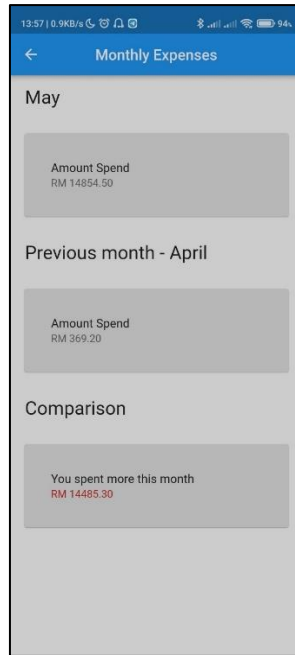 13:57 | 0.9KB/s 94%
Monthly Expenses
May
Amount Spend
RM 14854.50
Previous month - April
Amount Spend
RM 369.20
Comparison
You spent more this month
RM 14485.30